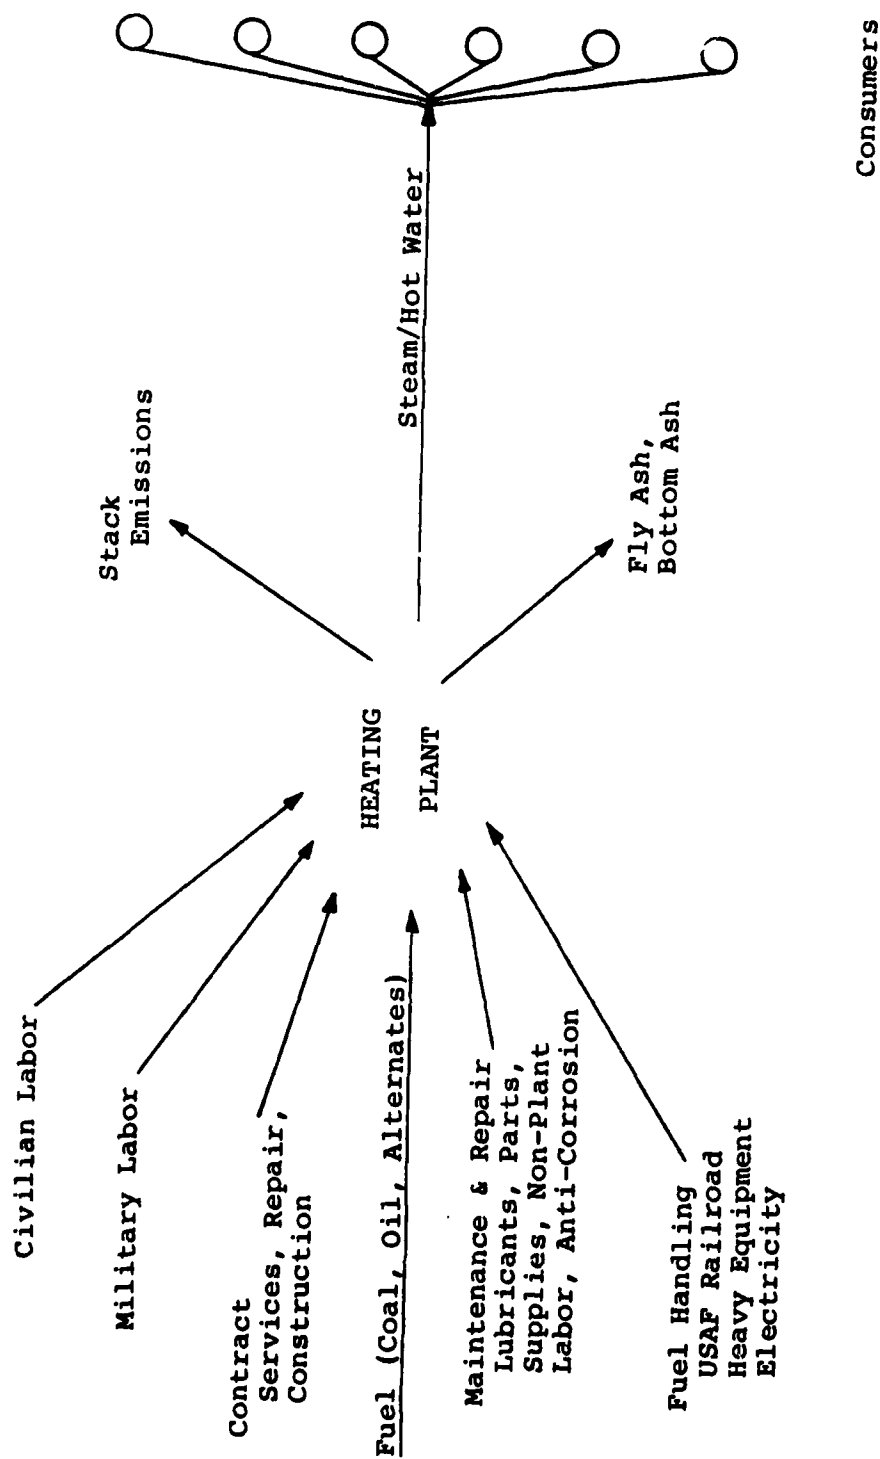 Civilian Labor
Military Labor
Contract
Services, Repair,
Construction
Fuel (Coal, Oil, Alternates)
Maintenance & Repair
Lubricants, Parts,
Supplies, Non-Plant
Labor, Anti-Corrosion
Fuel Handling
USAF Railroad
Heavy Equipment
Electricity
HEATING
PLANT
Stack
Emissions
Fly Ash,
Bottom Ash
Steam/Hot Water
Consumers